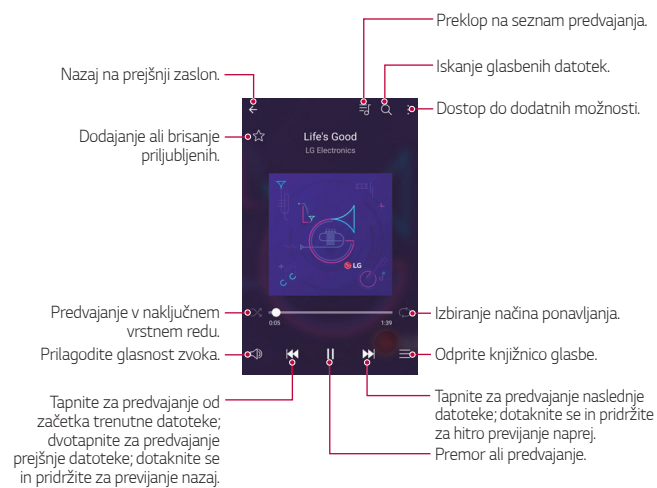 Preklop na seznam predvajanja.
Nazaj na prejšnji zaslon.
Iskanje glasbenih datotek.
Dostop do dodatnih možnosti.
Dodajanje ali brisanje
priljubljenih.
Life's Good
LG Electronics
LG
Predvajanje v naključnem
vrstnem redu.
0:05
1:39
Izbiranje načina ponavljanja.
Prilagodite glasnost zvoka.
Odprite knjižnico glasbe.
Tapnite za predvajanje od
začetka trenutne datoteke;
dvotapnite za predvajanje
prejšnje datoteke; dotaknite se
in pridržite za previjanje nazaj.
Tapnite za predvajanje naslednje
datoteke; dotaknite se in pridržite
za hitro previjanje naprej.
Premor ali predvajanje.